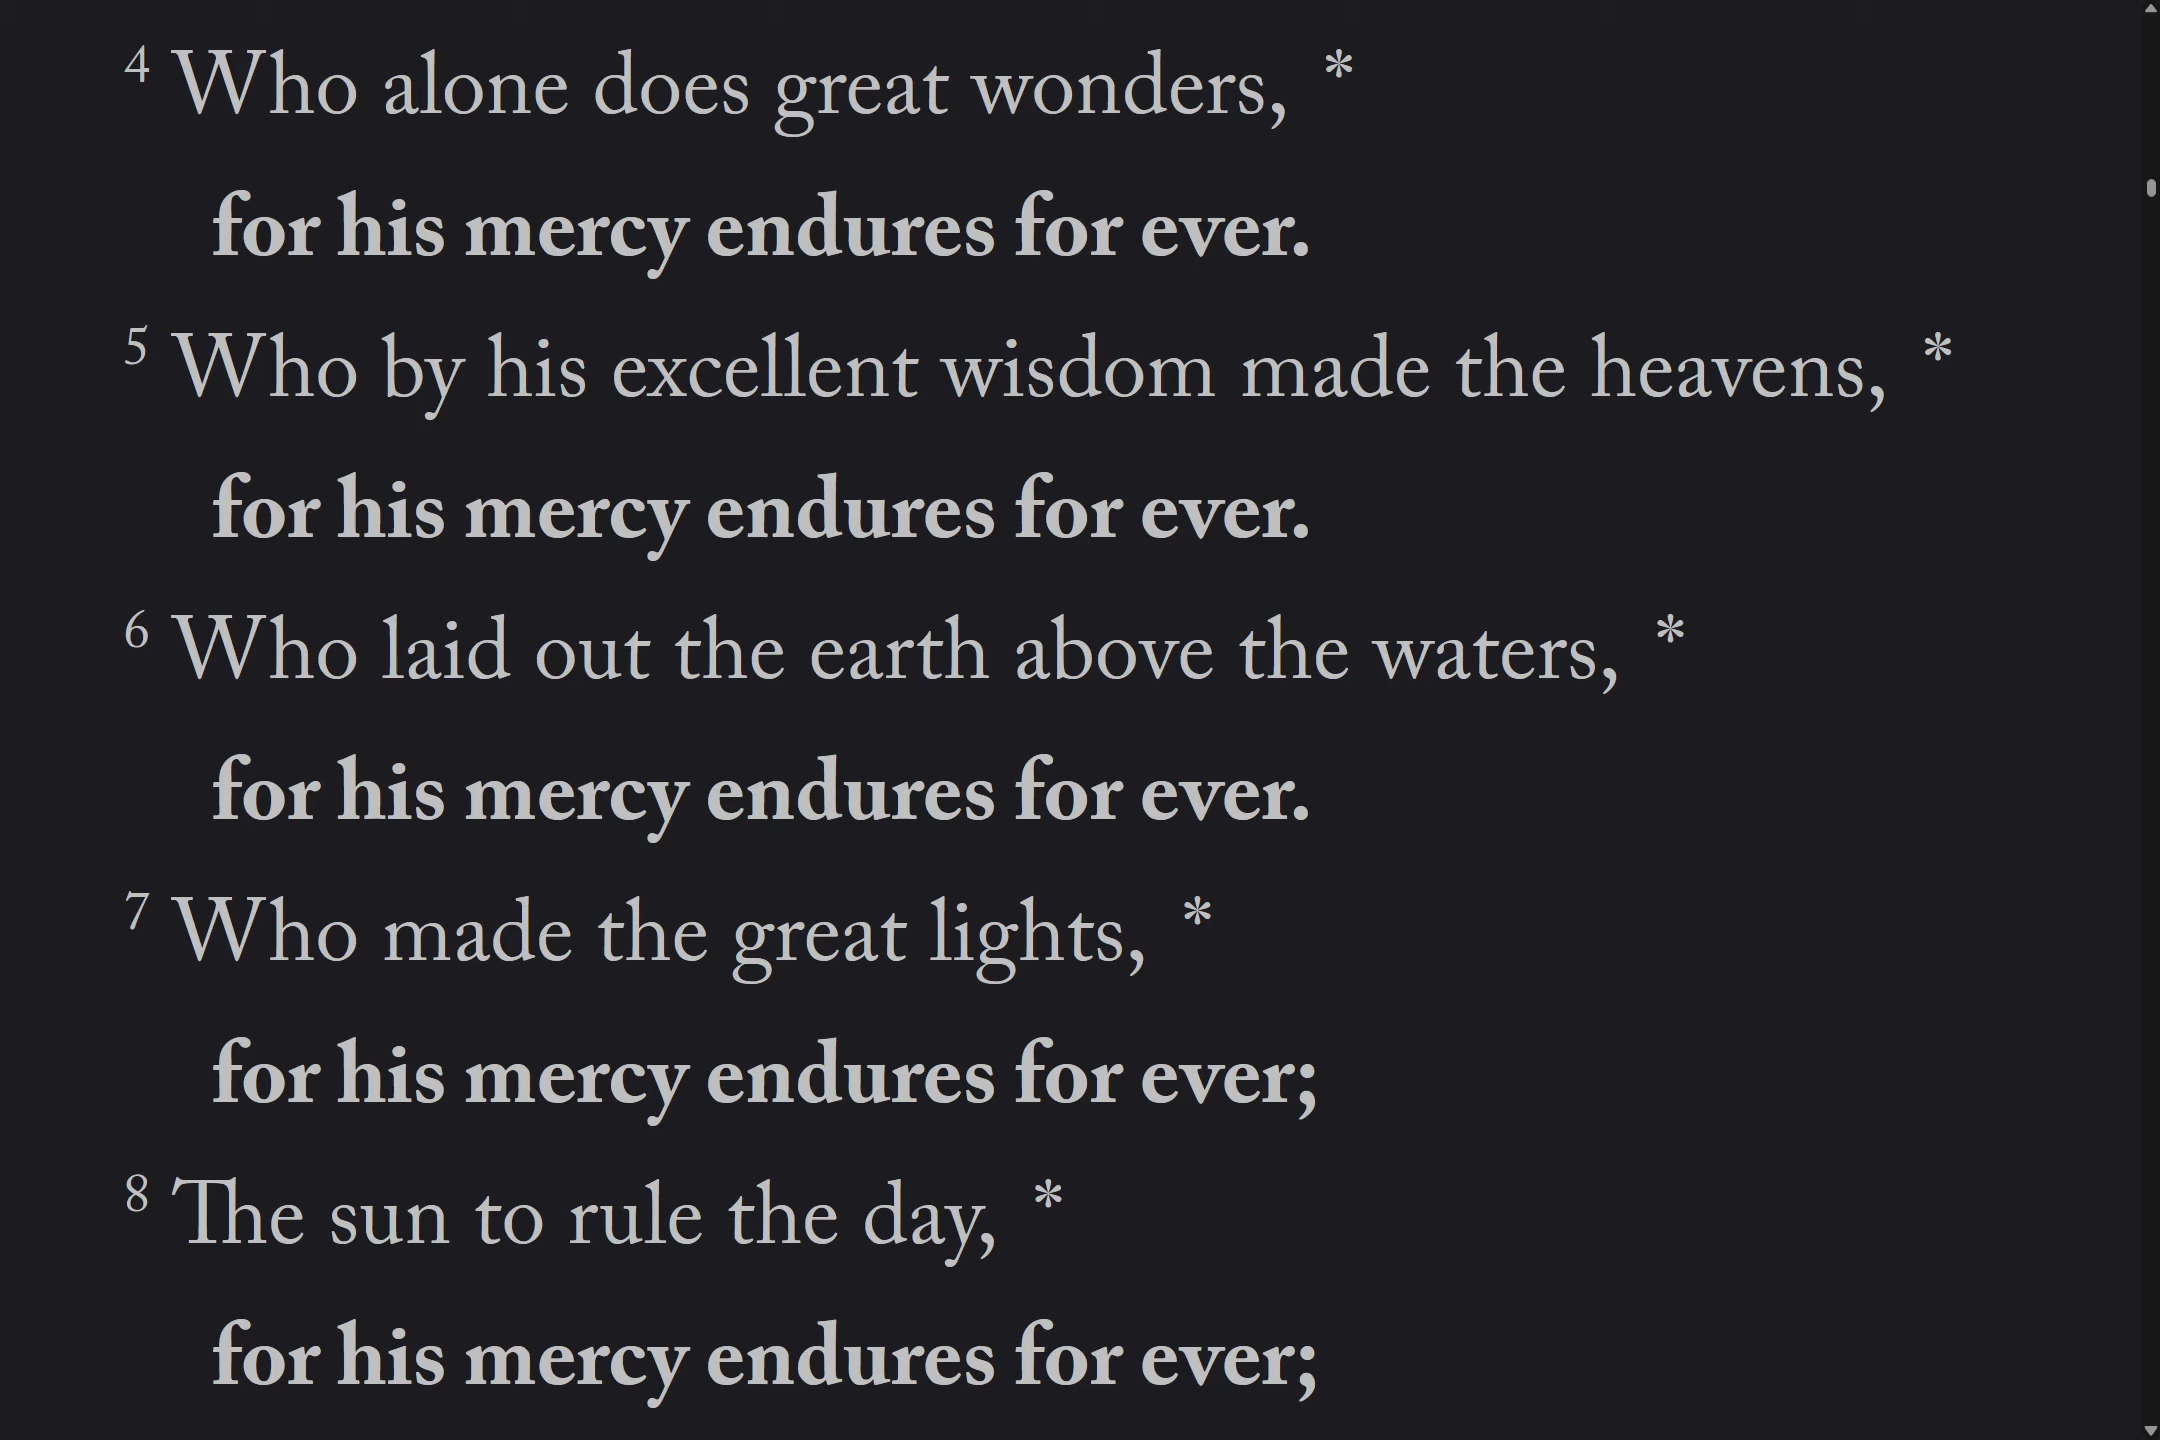 4 Who alone does great wonders, *
for his mercy endures for ever.
5 Who by his excellent wisdom made the heavens, *
for his mercy endures for ever.
6 Who laid out the earth above the waters, *
for his mercy endures for ever.
7 Who made the great lights, *
for his mercy endures for ever;
8 The sun to rule the day, *
for his mercy endures for ever;